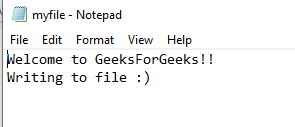 myfile - Notepad
File Edit Format View Help
Welcome to GeeksForGeeks!!
Writing to file :)